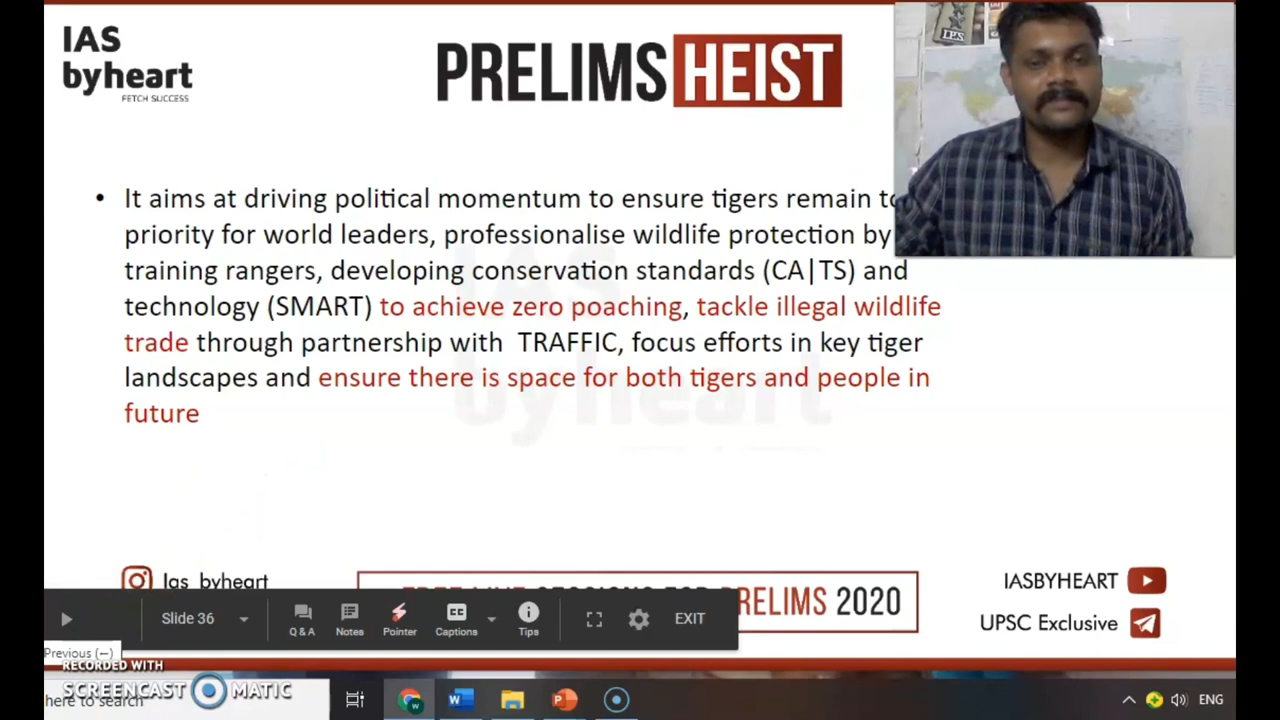 IAS
byheart
FETCH SUCCESS
PRELIMS HEIST
I.P.S.
• It aims at driving political momentum to ensure tigers remain
priority for world leaders, professionalise wildlife protection by
training rangers, developing conservation standards (CA|TS) and
technology (SMART) to achieve zero poaching, tackle illegal wildlife
trade through partnership with TRAFFIC, focus efforts in key tiger
landscapes and ensure there is space for both tigers and people in
future
IAS
byheart
Ias_byheart
PRELIMS 2020
IASBYHEART
UPSC Exclusive
Slide 36
Q & A
Notes
Pointer
CC
Captions
Tips
EXIT
Previous (←)
RECORDED WITH
SCREENCAST MATIC
here to search
ENG